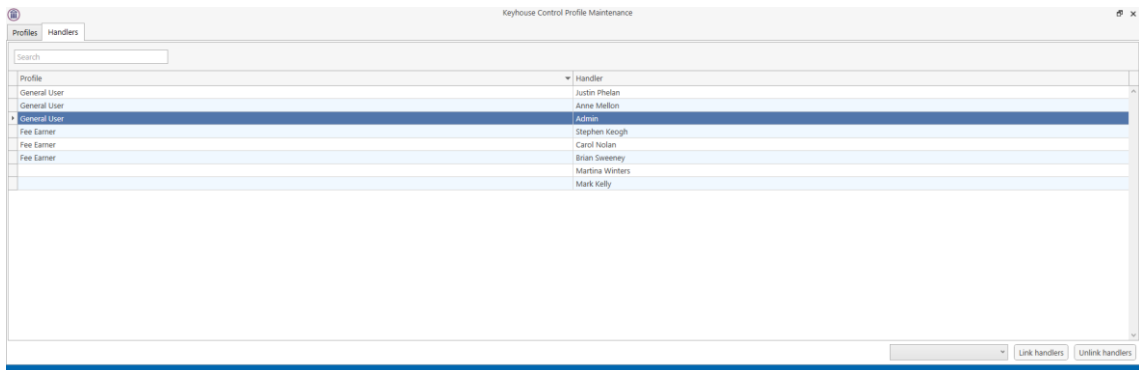 Keyhouse Control Profile Maintenance
Profiles Handlers
Search
Profile Handler
General User Justin Phelan
General User Anne Mellon
General User Admin
Fee Earner Stephen Keogh
Fee Earner Carol Nolan
Fee Earner Brian Sweeney
Martina Winters
Mark Kelly
Link handlers Unlink handlers